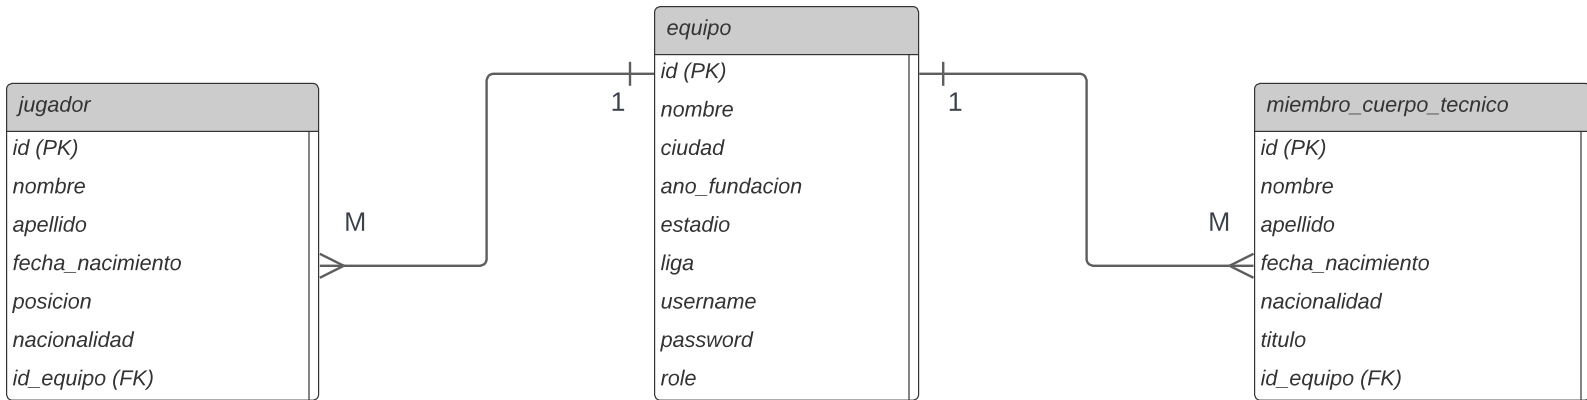 jugador
id (PK)
nombre
apellido
fecha_nacimiento
posicion
nacionalidad
id_equipo (FK)
M
1
equipo
id (PK)
nombre
ciudad
ano_fundacion
estadio
liga
username
password
role
1
M
miembro_cuerpo_tecnico
id (PK)
nombre
apellido
fecha_nacimiento
nacionalidad
titulo
id_equipo (FK)